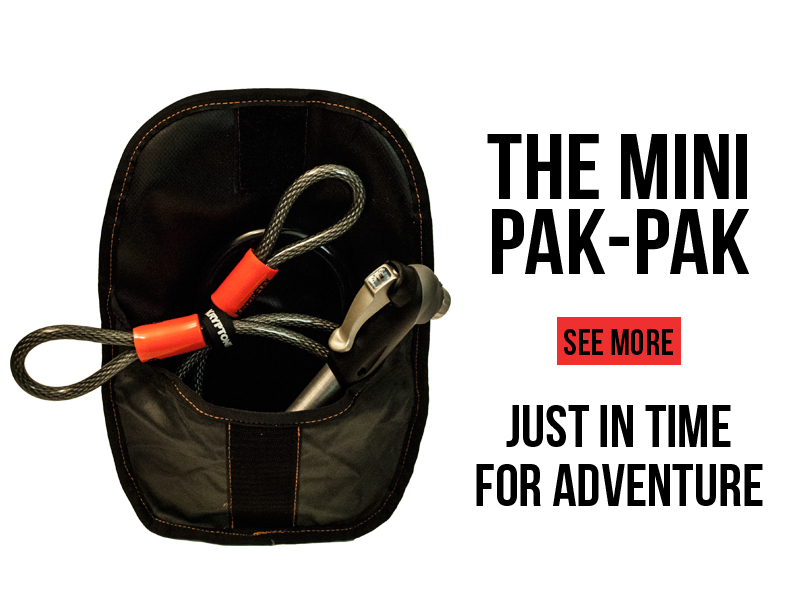 THE MINI
PAK-PAK
SEE MORE
JUST IN TIME
FOR ADVENTURE